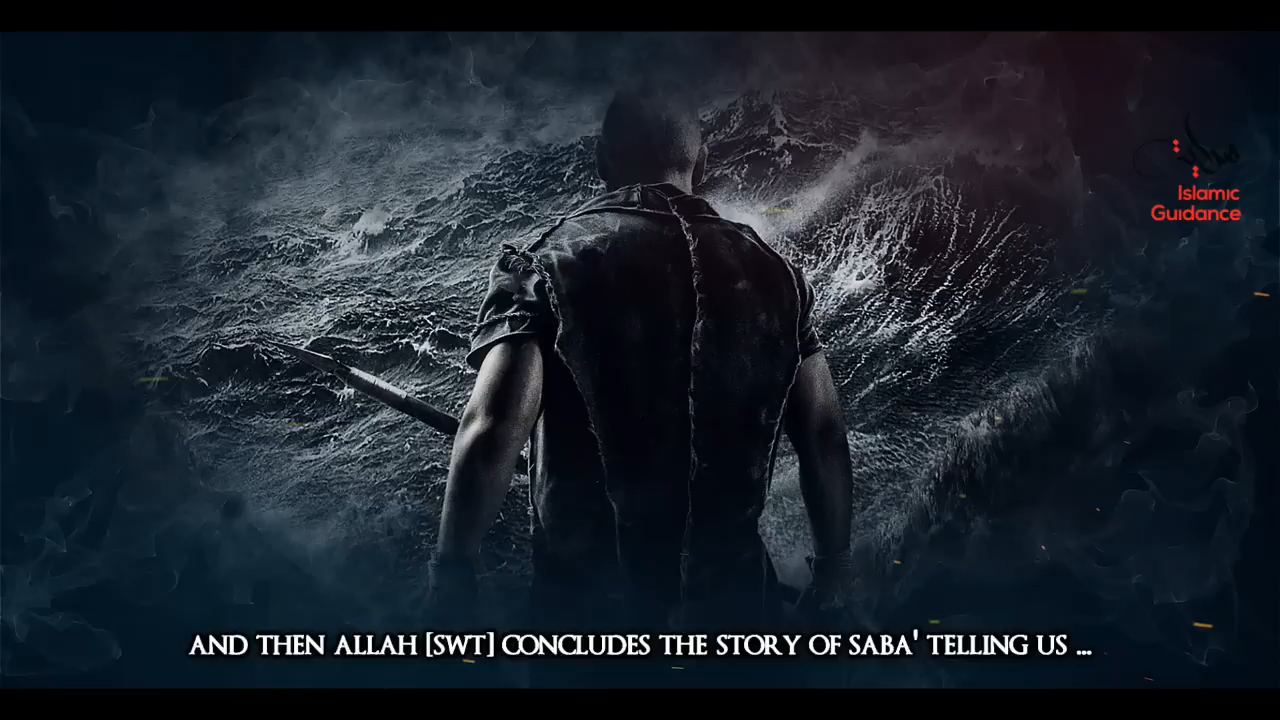 Islamic
Guidance
AND THEN ALLAH [SWT] CONCLUDES THE STORY OF SABA' TELLING US ...